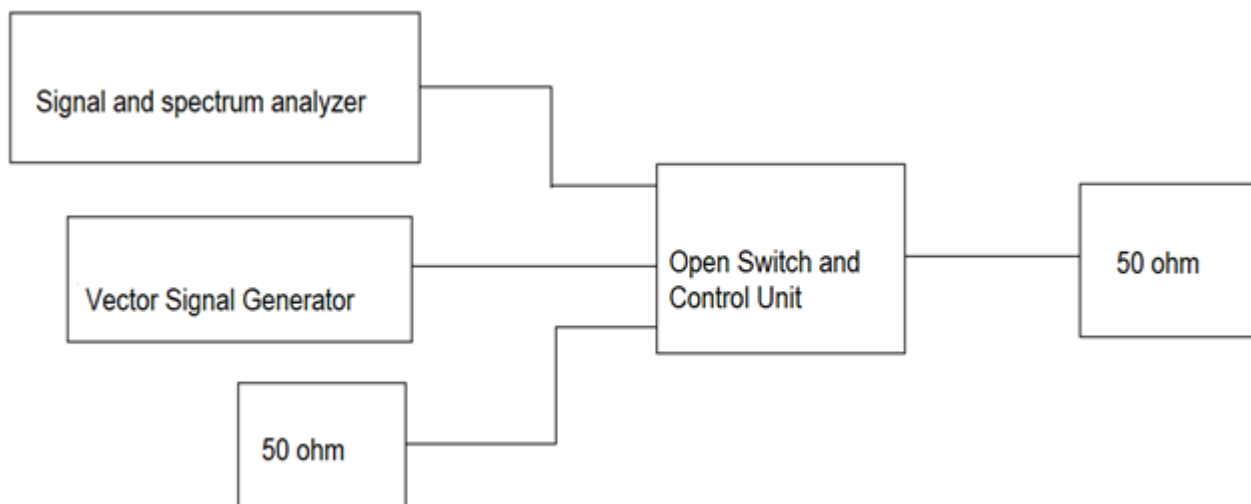 Signal and spectrum analyzer
Vector Signal Generator
50 ohm
Open Switch and
Control Unit
50 ohm